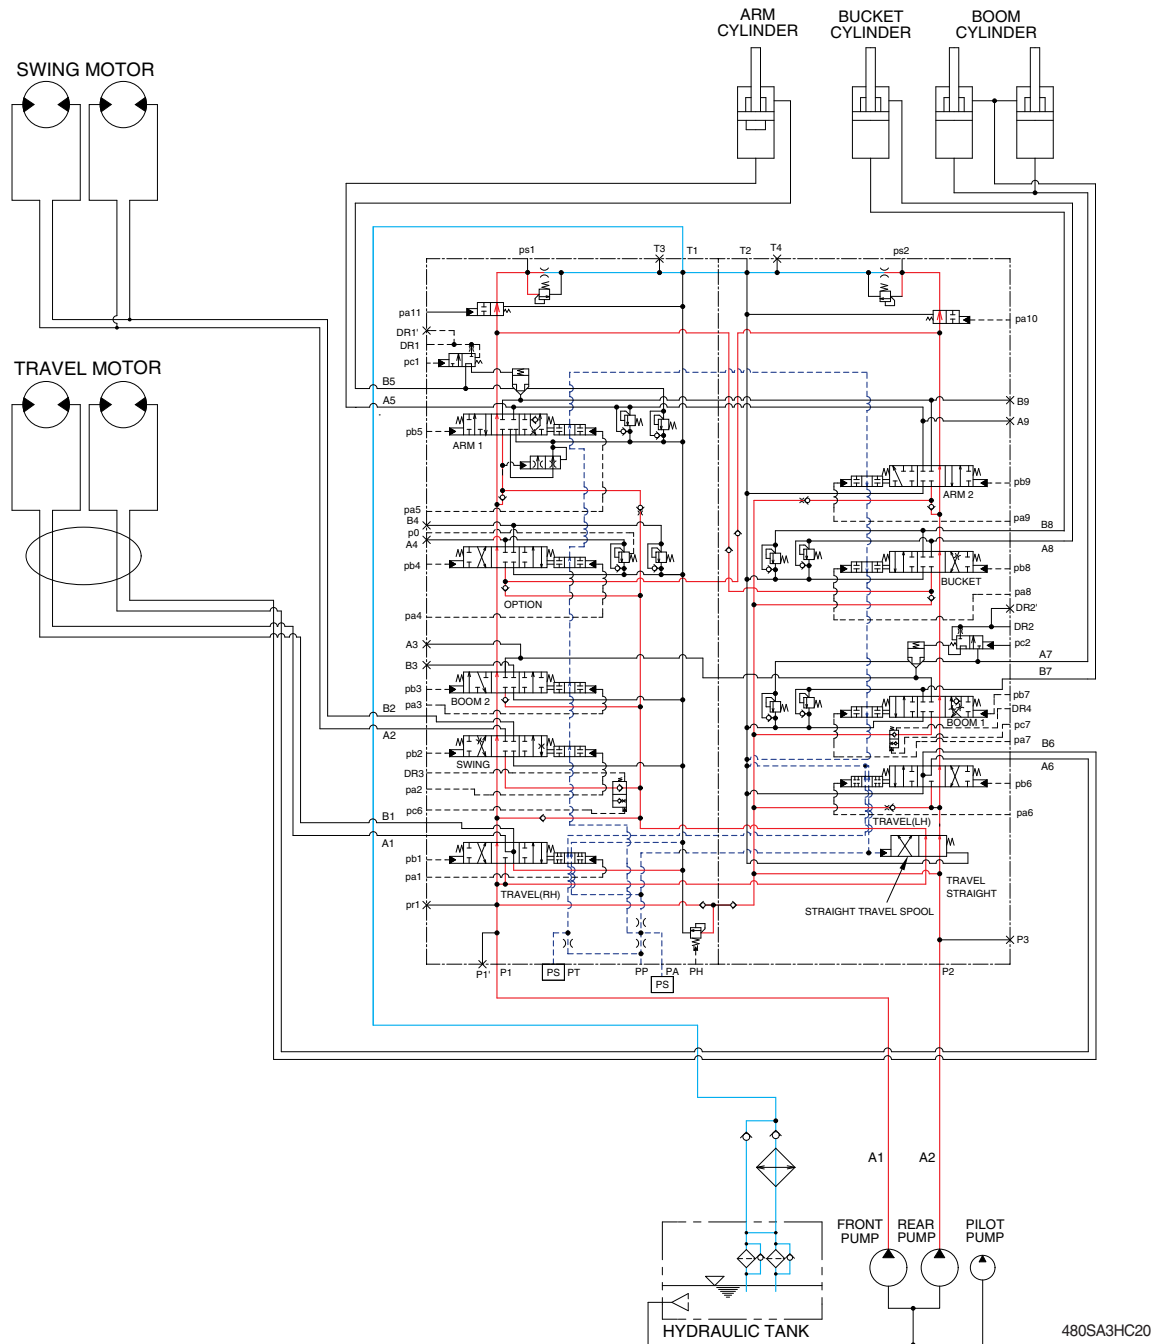 ARM
CYLINDER
BUCKET
CYLINDER
BOOM
CYLINDER
SWING MOTOR
TRAVEL MOTOR
ps1
T3
T1
T2
T4
ps2
pa11
pa10
DR1'
DR1
pc1
B5
A5
B9
A9
pb5
ARM 1
ARM 2
pb9
pa5
pa9
B4
p0
A4
B8
A8
pb4
OPTION
BUCKET
pb8
pa8
pa4
DR2'
DR2
A3
pc2
B3
A7
B7
pb3
BOOM 2
pa3
BOOM 1
pb7
DR4
pc7
pa7
B2
A2
B6
pb2
SWING
A6
DR3
pa2
pb6
pc6
pa6
B1
TRAVEL(LH)
A1
pb1
pa1
TRAVEL(RH)
TRAVEL
STRAIGHT
STRAIGHT TRAVEL SPOOL
pr1
P3
P1'
P1
PS
PT
PP
PA
PS
PH
P2
A1
A2
FRONT
PUMP
REAR
PUMP
PILOT
PUMP
HYDRAULIC TANK
480SA3HC20